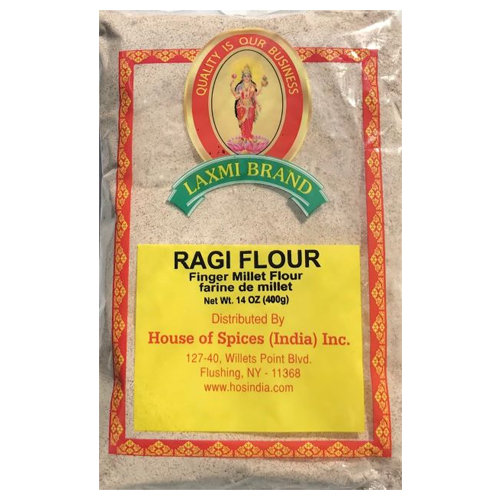 QUALITY IS OUR BUSINESS
LAXMI BRAND
RAGI FLOUR
Finger Millet Flour
farine de millet
Net Wt. 14 OZ (400g)
Distributed By
House of Spices (India) Inc.
127-40, Willets Point Blvd.
Flushing, NY - 11368
www.hosindia.com